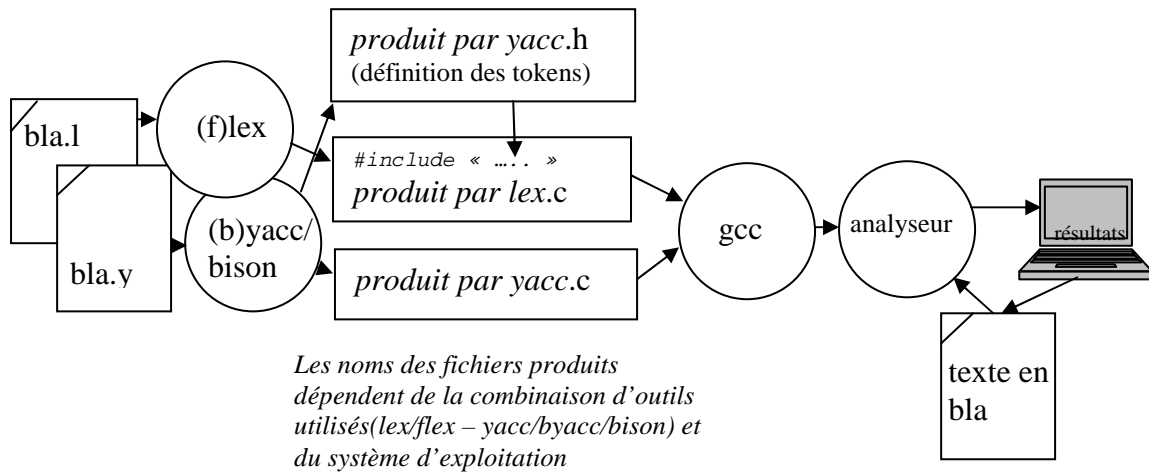 produit par yacc.h
(définition des tokens)
bla.l
(f)lex
#include « ….. »
produit par lex.c
bla.y
(b)yacc/
bison
produit par yacc.c
gcc
analyseur
résultats
texte en
bla
Les noms des fichiers produits
dépendent de la combinaison d’outils
utilisés(lex/flex – yacc/byacc/bison) et
du système d’exploitation